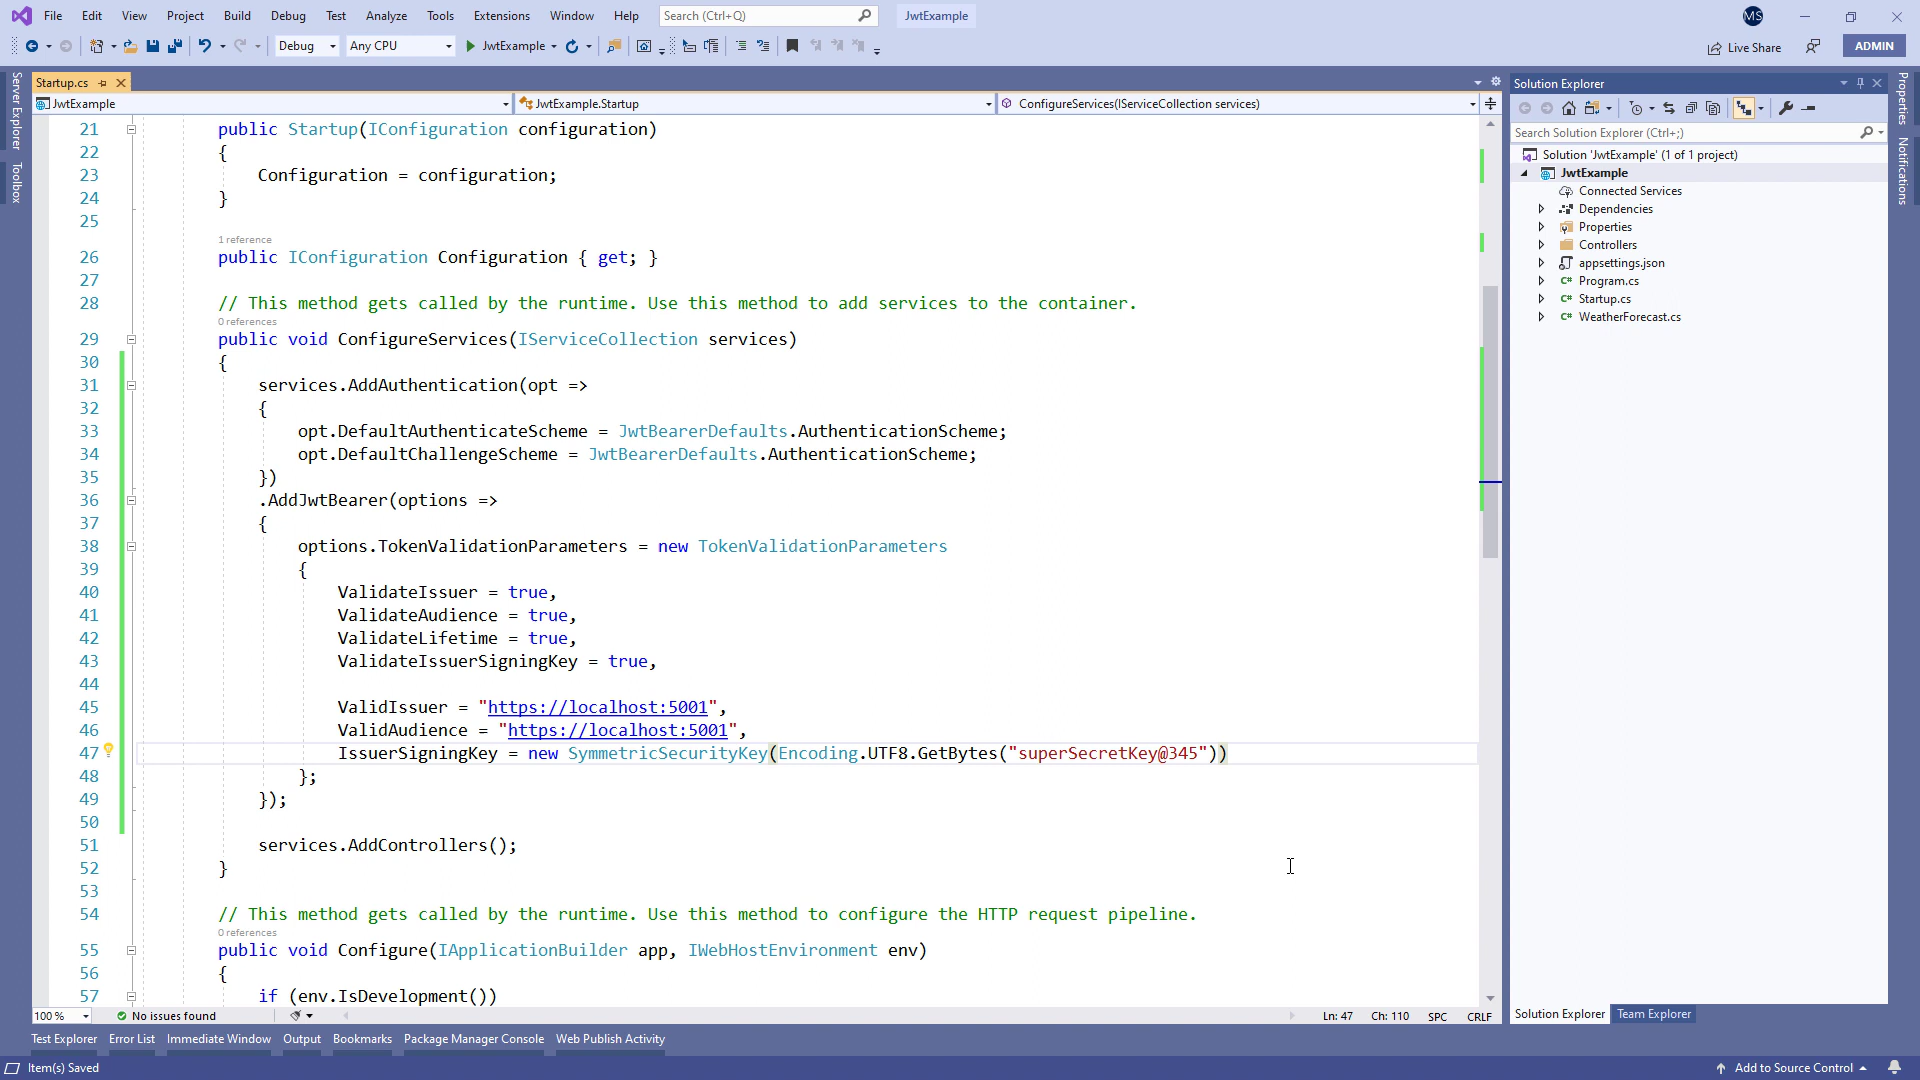 File Edit View Project Build Debug Test Analyze Tools Extensions Window Help Search (Ctrl+Q) JwtExample MS
Debug Any CPU JwtExample Live Share ADMIN
Server Explorer
Toolbox
Startup.cs
JwtExample JwtExample.Startup ConfigureServices(IServiceCollection services)
21 public Startup(IConfiguration configuration)
22 {
23 Configuration = configuration;
24 }
25
1 reference
26 public IConfiguration Configuration { get; }
27
28 // This method gets called by the runtime. Use this method to add services to the container.
0 references
29 public void ConfigureServices(IServiceCollection services)
30 {
31 services.AddAuthentication(opt =>
32 {
33 opt.DefaultAuthenticateScheme = JwtBearerDefaults.AuthenticationScheme;
34 opt.DefaultChallengeScheme = JwtBearerDefaults.AuthenticationScheme;
35 })
36 .AddJwtBearer(options =>
37 {
38 options.TokenValidationParameters = new TokenValidationParameters
39 {
40 ValidateIssuer = true,
41 ValidateAudience = true,
42 ValidateLifetime = true,
43 ValidateIssuerSigningKey = true,
44
45 ValidIssuer = "https://localhost:5001",
46 ValidAudience = "https://localhost:5001",
47 IssuerSigningKey = new SymmetricSecurityKey(Encoding.UTF8.GetBytes("superSecretKey@345"))
48 };
49 });
50
51 services.AddControllers();
52 }
53
54 // This method gets called by the runtime. Use this method to configure the HTTP request pipeline.
0 references
55 public void Configure(IApplicationBuilder app, IWebHostEnvironment env)
56 {
57 if (env.IsDevelopment())
100 % No issues found Ln: 47 Ch: 110 SPC CRLF
Solution Explorer
Search Solution Explorer (Ctrl+;)
Solution 'JwtExample' (1 of 1 project)
JwtExample
Connected Services
Dependencies
Properties
Controllers
appsettings.json
C# Program.cs
C# Startup.cs
C# WeatherForecast.cs
Solution Explorer Team Explorer
Properties
Notifications
Test Explorer Error List Immediate Window Output Bookmarks Package Manager Console Web Publish Activity
Item(s) Saved Add to Source Control